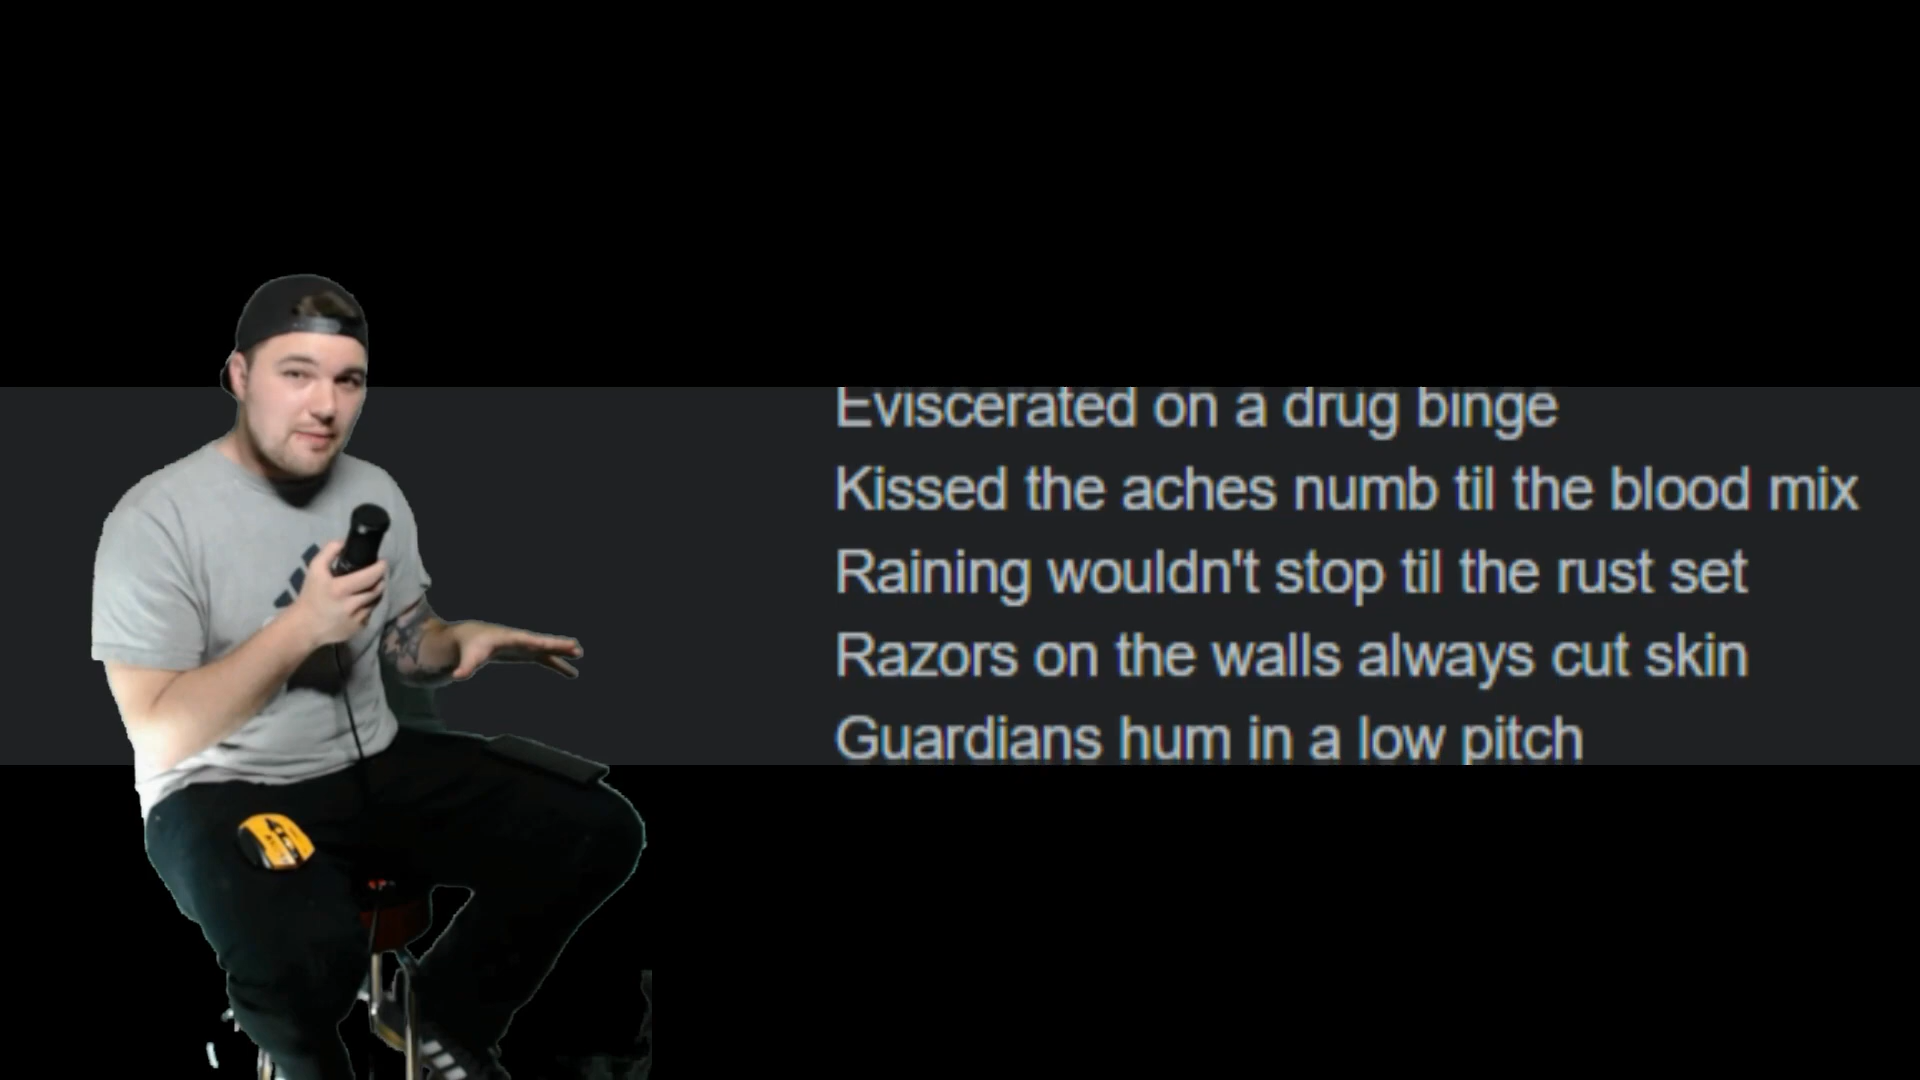 Eviscerated on a drug binge
Kissed the aches numb til the blood mix
Raining wouldn't stop til the rust set
Razors on the walls always cut skin
Guardians hum in a low pitch